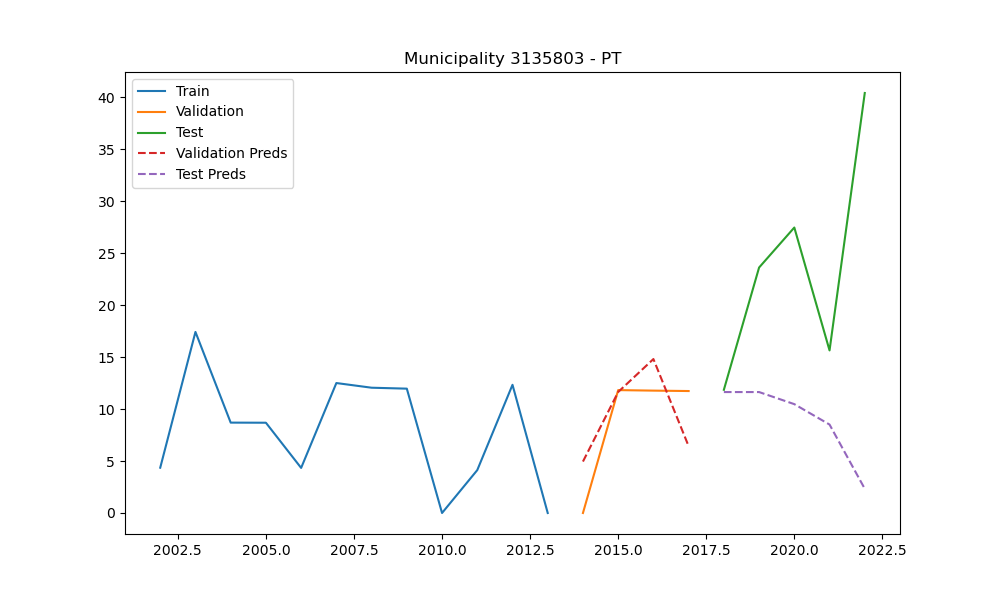 Municipality 3135803 - PT
Train
Validation
Test
Validation Preds
Test Preds
40
35
30
25
20
15
10
5
0
2002.5 2005.0 2007.5 2010.0 2012.5 2015.0 2017.5 2020.0 2022.5